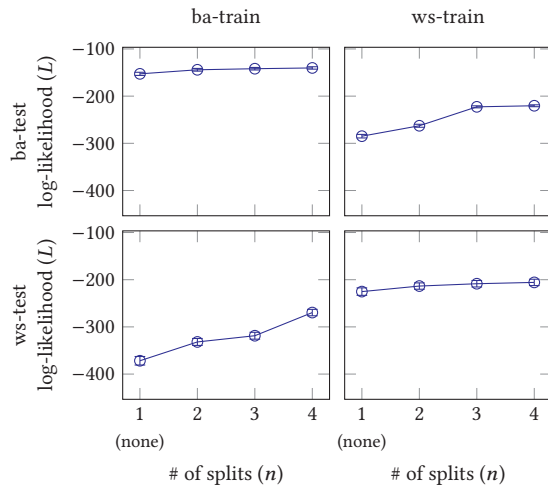 ba-train ws-train
ba-test
log-likelihood (L)
−100
−200
−300
−400
ws-test
log-likelihood (L)
−100
−200
−300
−400
1 2 3 4 1 2 3 4
(none) (none)
# of splits (n) # of splits (n)